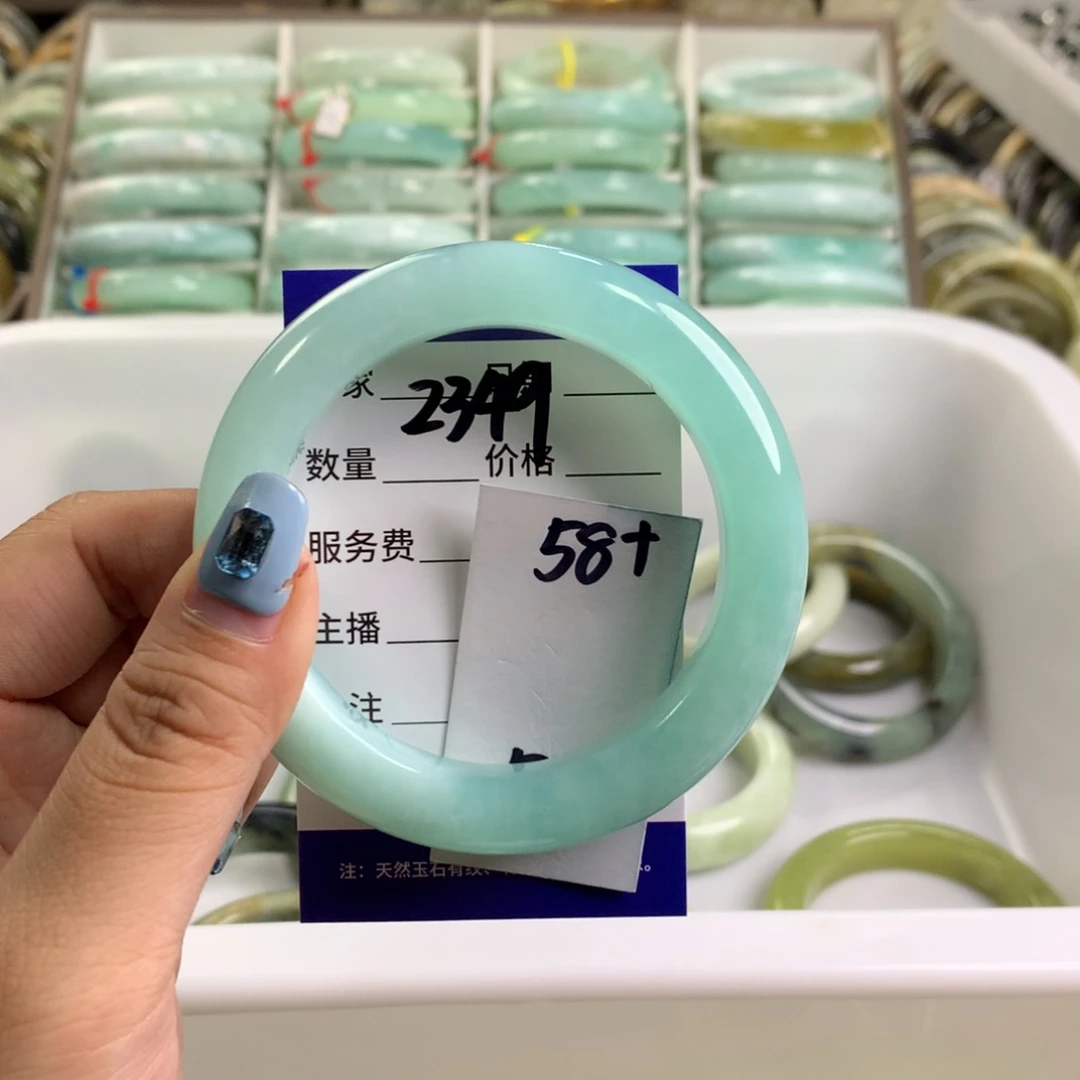 家
2349
数量 价格
服务费
58+
主播
注
注：天然玉石有纹、